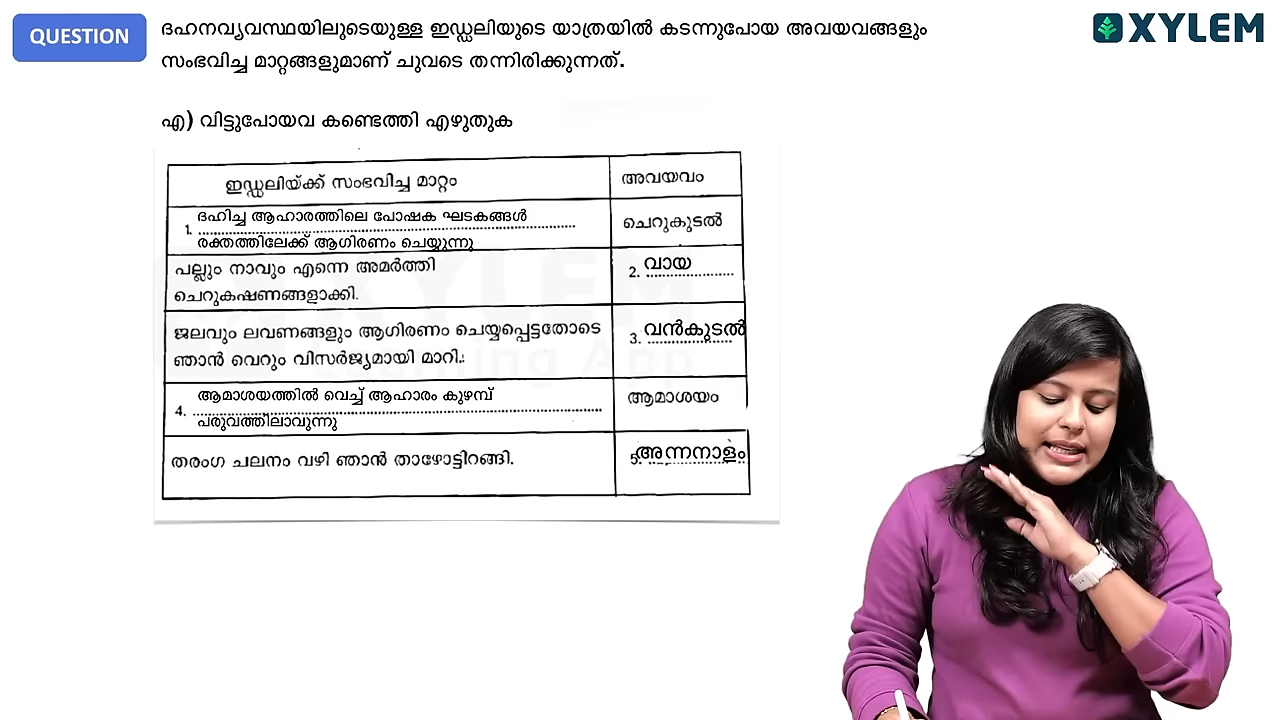 QUESTION
ദഹനവ്യവസ്ഥയിലുടെയുള്ള ഇഡ്ഡലിയുടെ യാത്രയിൽ കടന്നുപോയ അവയവങ്ങളും
സംഭവിച്ച മാറ്റങ്ങളുമാണ് ചുവടെ തന്നിരിക്കുന്നത്.
XYLEM
എ) വിട്ടുപോയവ കണ്ടെത്തി എഴുതുക
ഇഡ്ഡലിയ്ക്ക് സംഭവിച്ച മാറ്റം
അവയവം
1. ദഹിച്ച ആഹാരത്തിലെ പോഷക ഘടകങ്ങൾ
രക്തത്തിലേക്ക് ആഗിരണം ചെയ്യുന്നു
ചെറുകുടൽ
പല്ലും നാവും എന്നെ അമർത്തി
ചെറുകഷണങ്ങളാക്കി.
2. വായ
ജലവും ലവണങ്ങളും ആഗിരണം ചെയ്യപ്പെട്ടതോടെ
ഞാൻ വെറും വിസർജ്യമായി മാറി.
3. വൻകുടൽ
4. ആമാശയത്തിൽ വെച്ച് ആഹാരം കുഴമ്പ്
പരുവത്തിലാവുന്നു
ആമാശയം
തരംഗ ചലനം വഴി ഞാൻ താഴോട്ടിറങ്ങി.
5. അന്നനാളം
XYLEM
Learning App